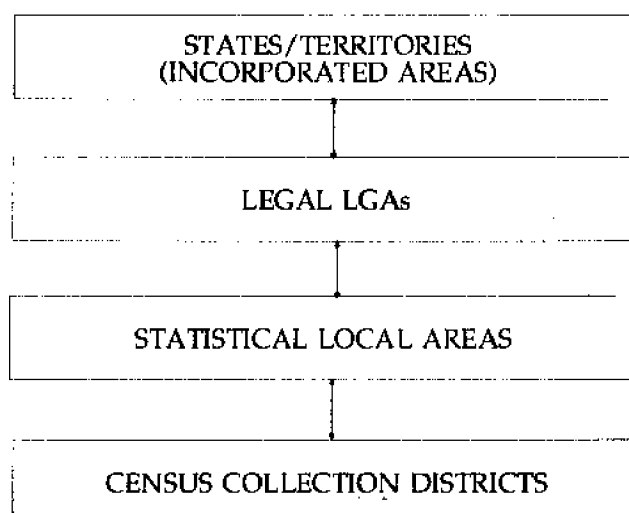 STATES/TERRITORIES
(INCORPORATED AREAS)
LEGAL LGAs
STATISTICAL LOCAL AREAS
CENSUS COLLECTION DISTRICTS